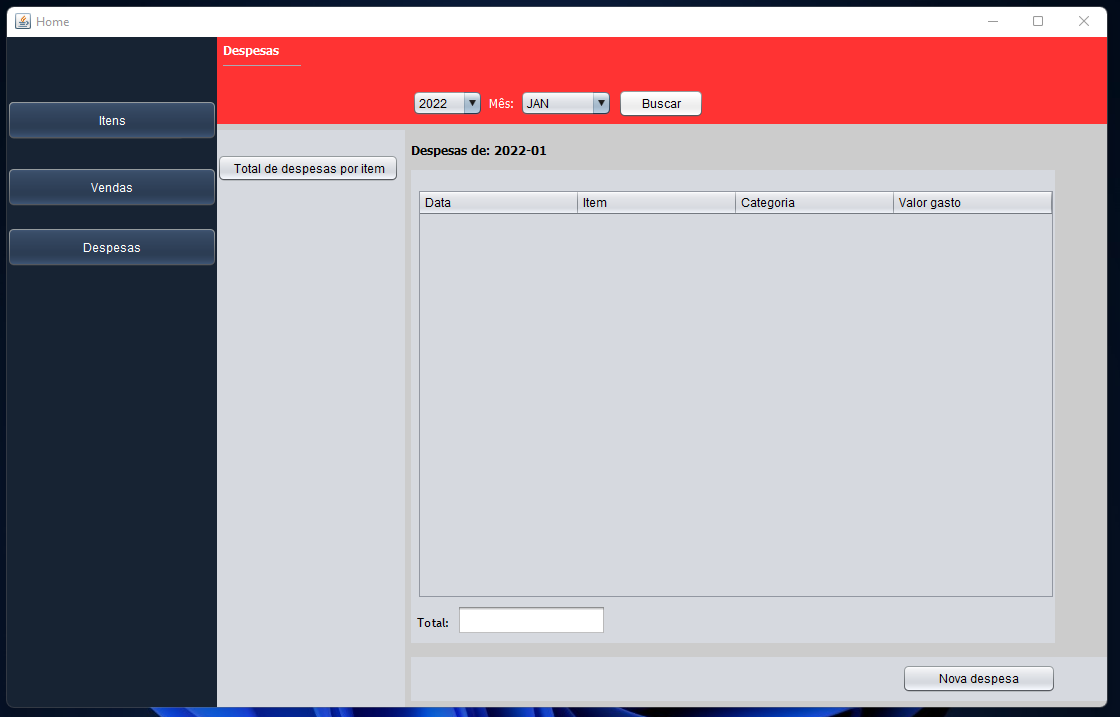 Home
Despesas
2022 Mês: JAN Buscar
Itens
Vendas
Despesas
Total de despesas por item
Despesas de: 2022-01
Data Item Categoria Valor gasto
Total:
Nova despesa